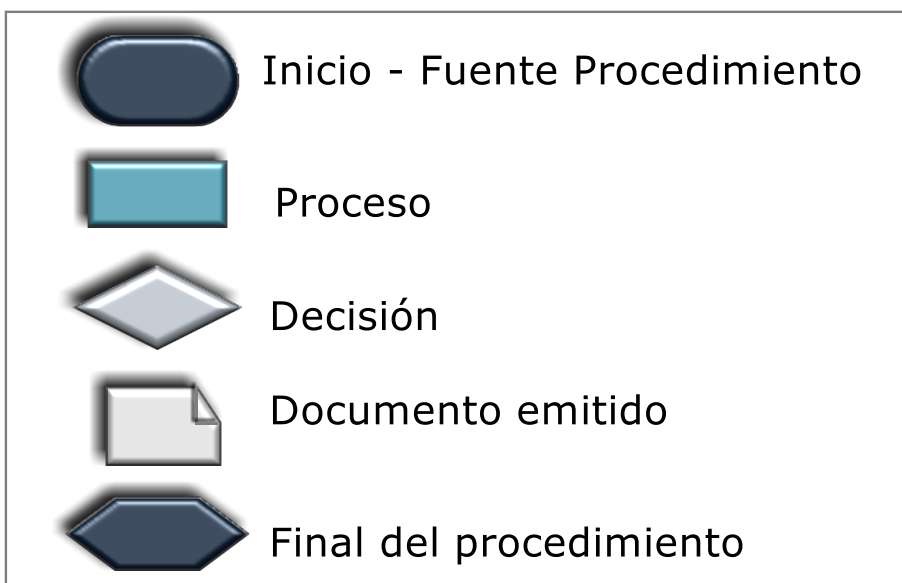 Inicio - Fuente Procedimiento
Proceso
Decisión
Documento emitido
Final del procedimiento